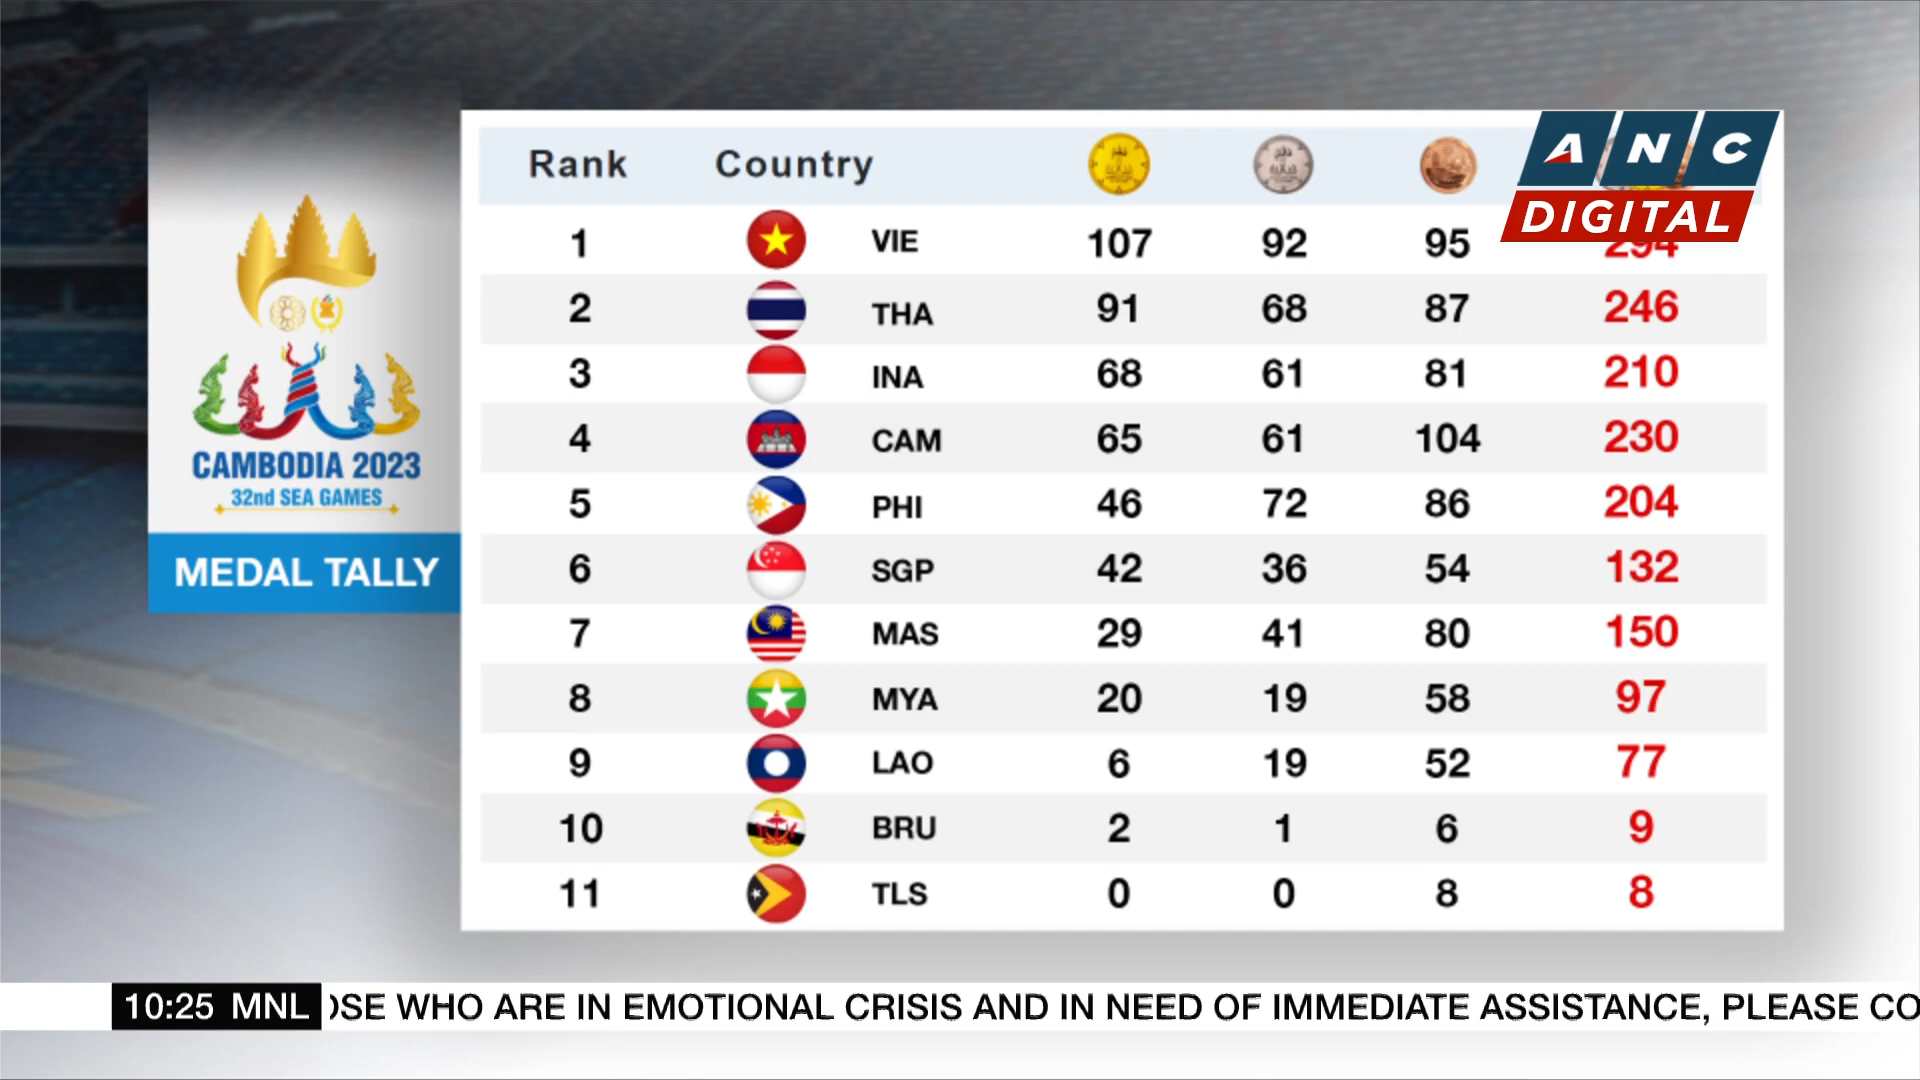 ANC
DIGITAL
Rank Country
1 VIE 107 92 95 294
2 THA 91 68 87 246
3 INA 68 61 81 210
4 CAM 65 61 104 230
5 PHI 46 72 86 204
6 SGP 42 36 54 132
7 MAS 29 41 80 150
8 MYA 20 19 58 97
9 LAO 6 19 52 77
10 BRU 2 1 6 9
11 TLS 0 0 8 8
CAMBODIA 2023
32nd SEA GAMES
MEDAL TALLY
10:25 MNL WHO ARE IN EMOTIONAL CRISIS AND IN NEED OF IMMEDIATE ASSISTANCE, PLEASE